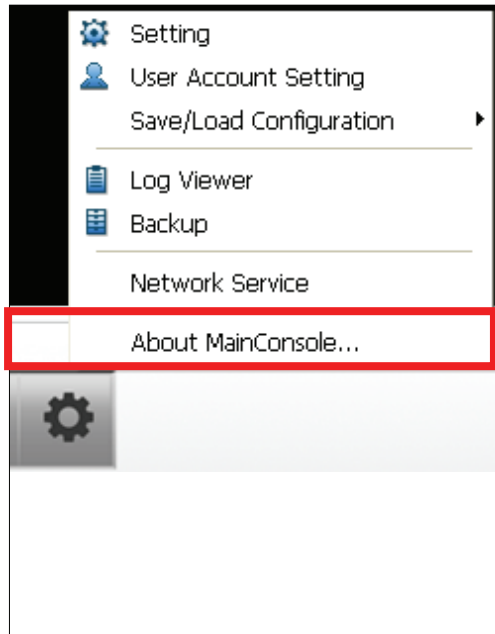 Setting
User Account Setting
Save/Load Configuration
Log Viewer
Backup
Network Service
About MainConsole...